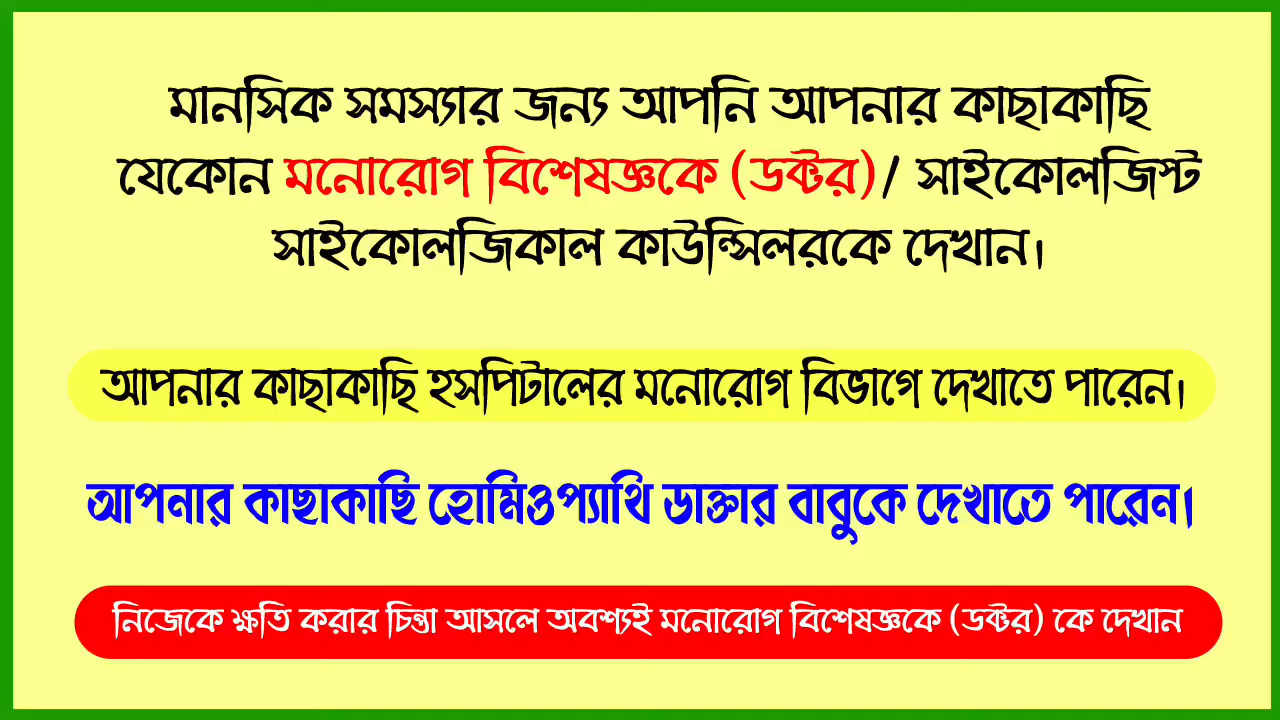 মানসিক সমস্যার জন্য আপনি আপনার কাছাকাছি
যেকোন মনোরোগ বিশেষজ্ঞকে (ডক্টর)/ সাইকোলজিস্ট
সাইকোলজিকাল কাউন্সিলরকে দেখান।
আপনার কাছাকাছি হসপিটালের মনোরোগ বিভাগে দেখাতে পারেন।
আপনার কাছাকাছি হোমিওপ্যাথি ডাক্তার বাবুকে দেখাতে পারেন।
নিজেকে ক্ষতি করার চিন্তা আসলে অবশ্যই মনোরোগ বিশেষজ্ঞকে (ডক্টর) কে দেখান